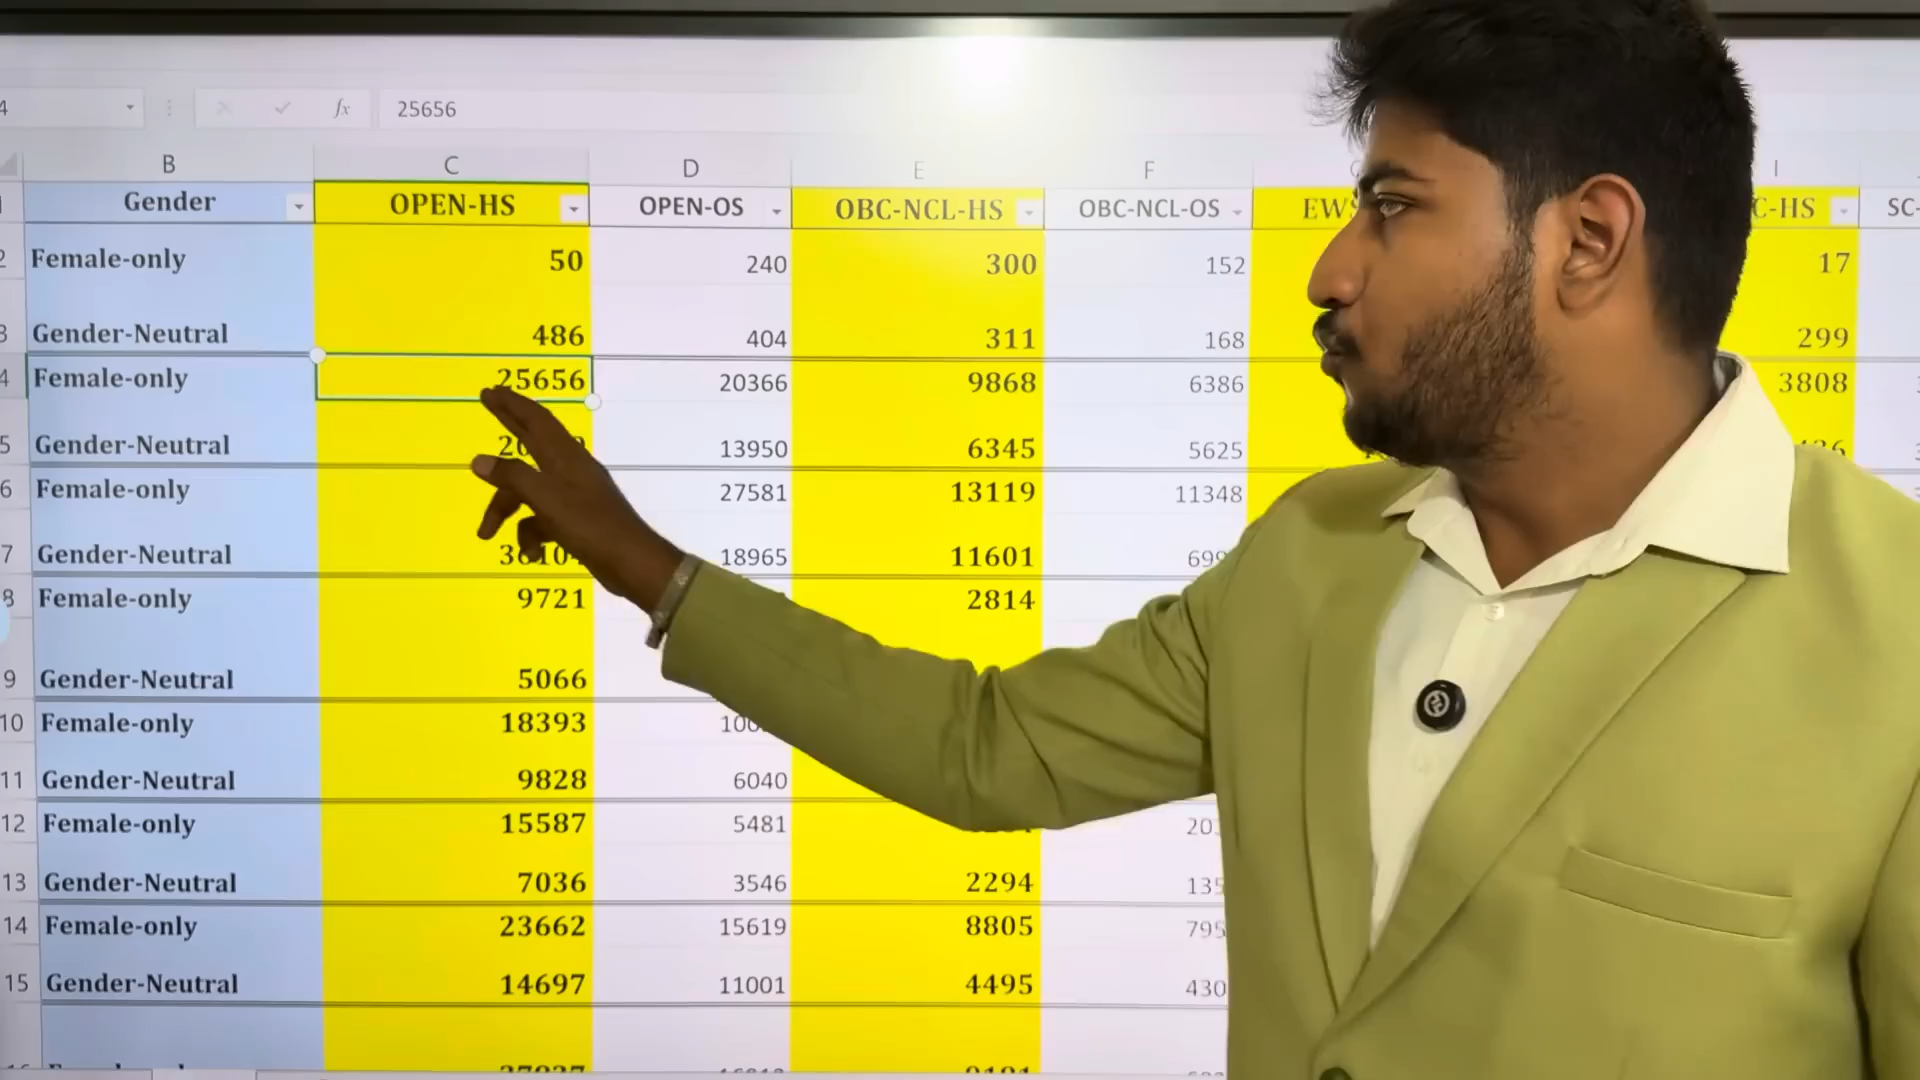 4 fx 25656
B C D E F I
Gender OPEN-HS OPEN-OS OBC-NCL-HS OBC-NCL-OS
2 Female-only 50 240 300 152 17
3 Gender-Neutral 486 404 311 168 299
4 Female-only 25656 20366 9868 6386 3808
5 Gender-Neutral 13950 6345 5625
6 Female-only 27581 13119 11348
7 Gender-Neutral 18965 11601
8 Female-only 9721 2814
9 Gender-Neutral 5066
10 Female-only 18393
11 Gender-Neutral 9828 6040
12 Female-only 15587 5481
13 Gender-Neutral 7036 3546 2294
14 Female-only 23662 15619 8805
15 Gender-Neutral 14697 11001 4495